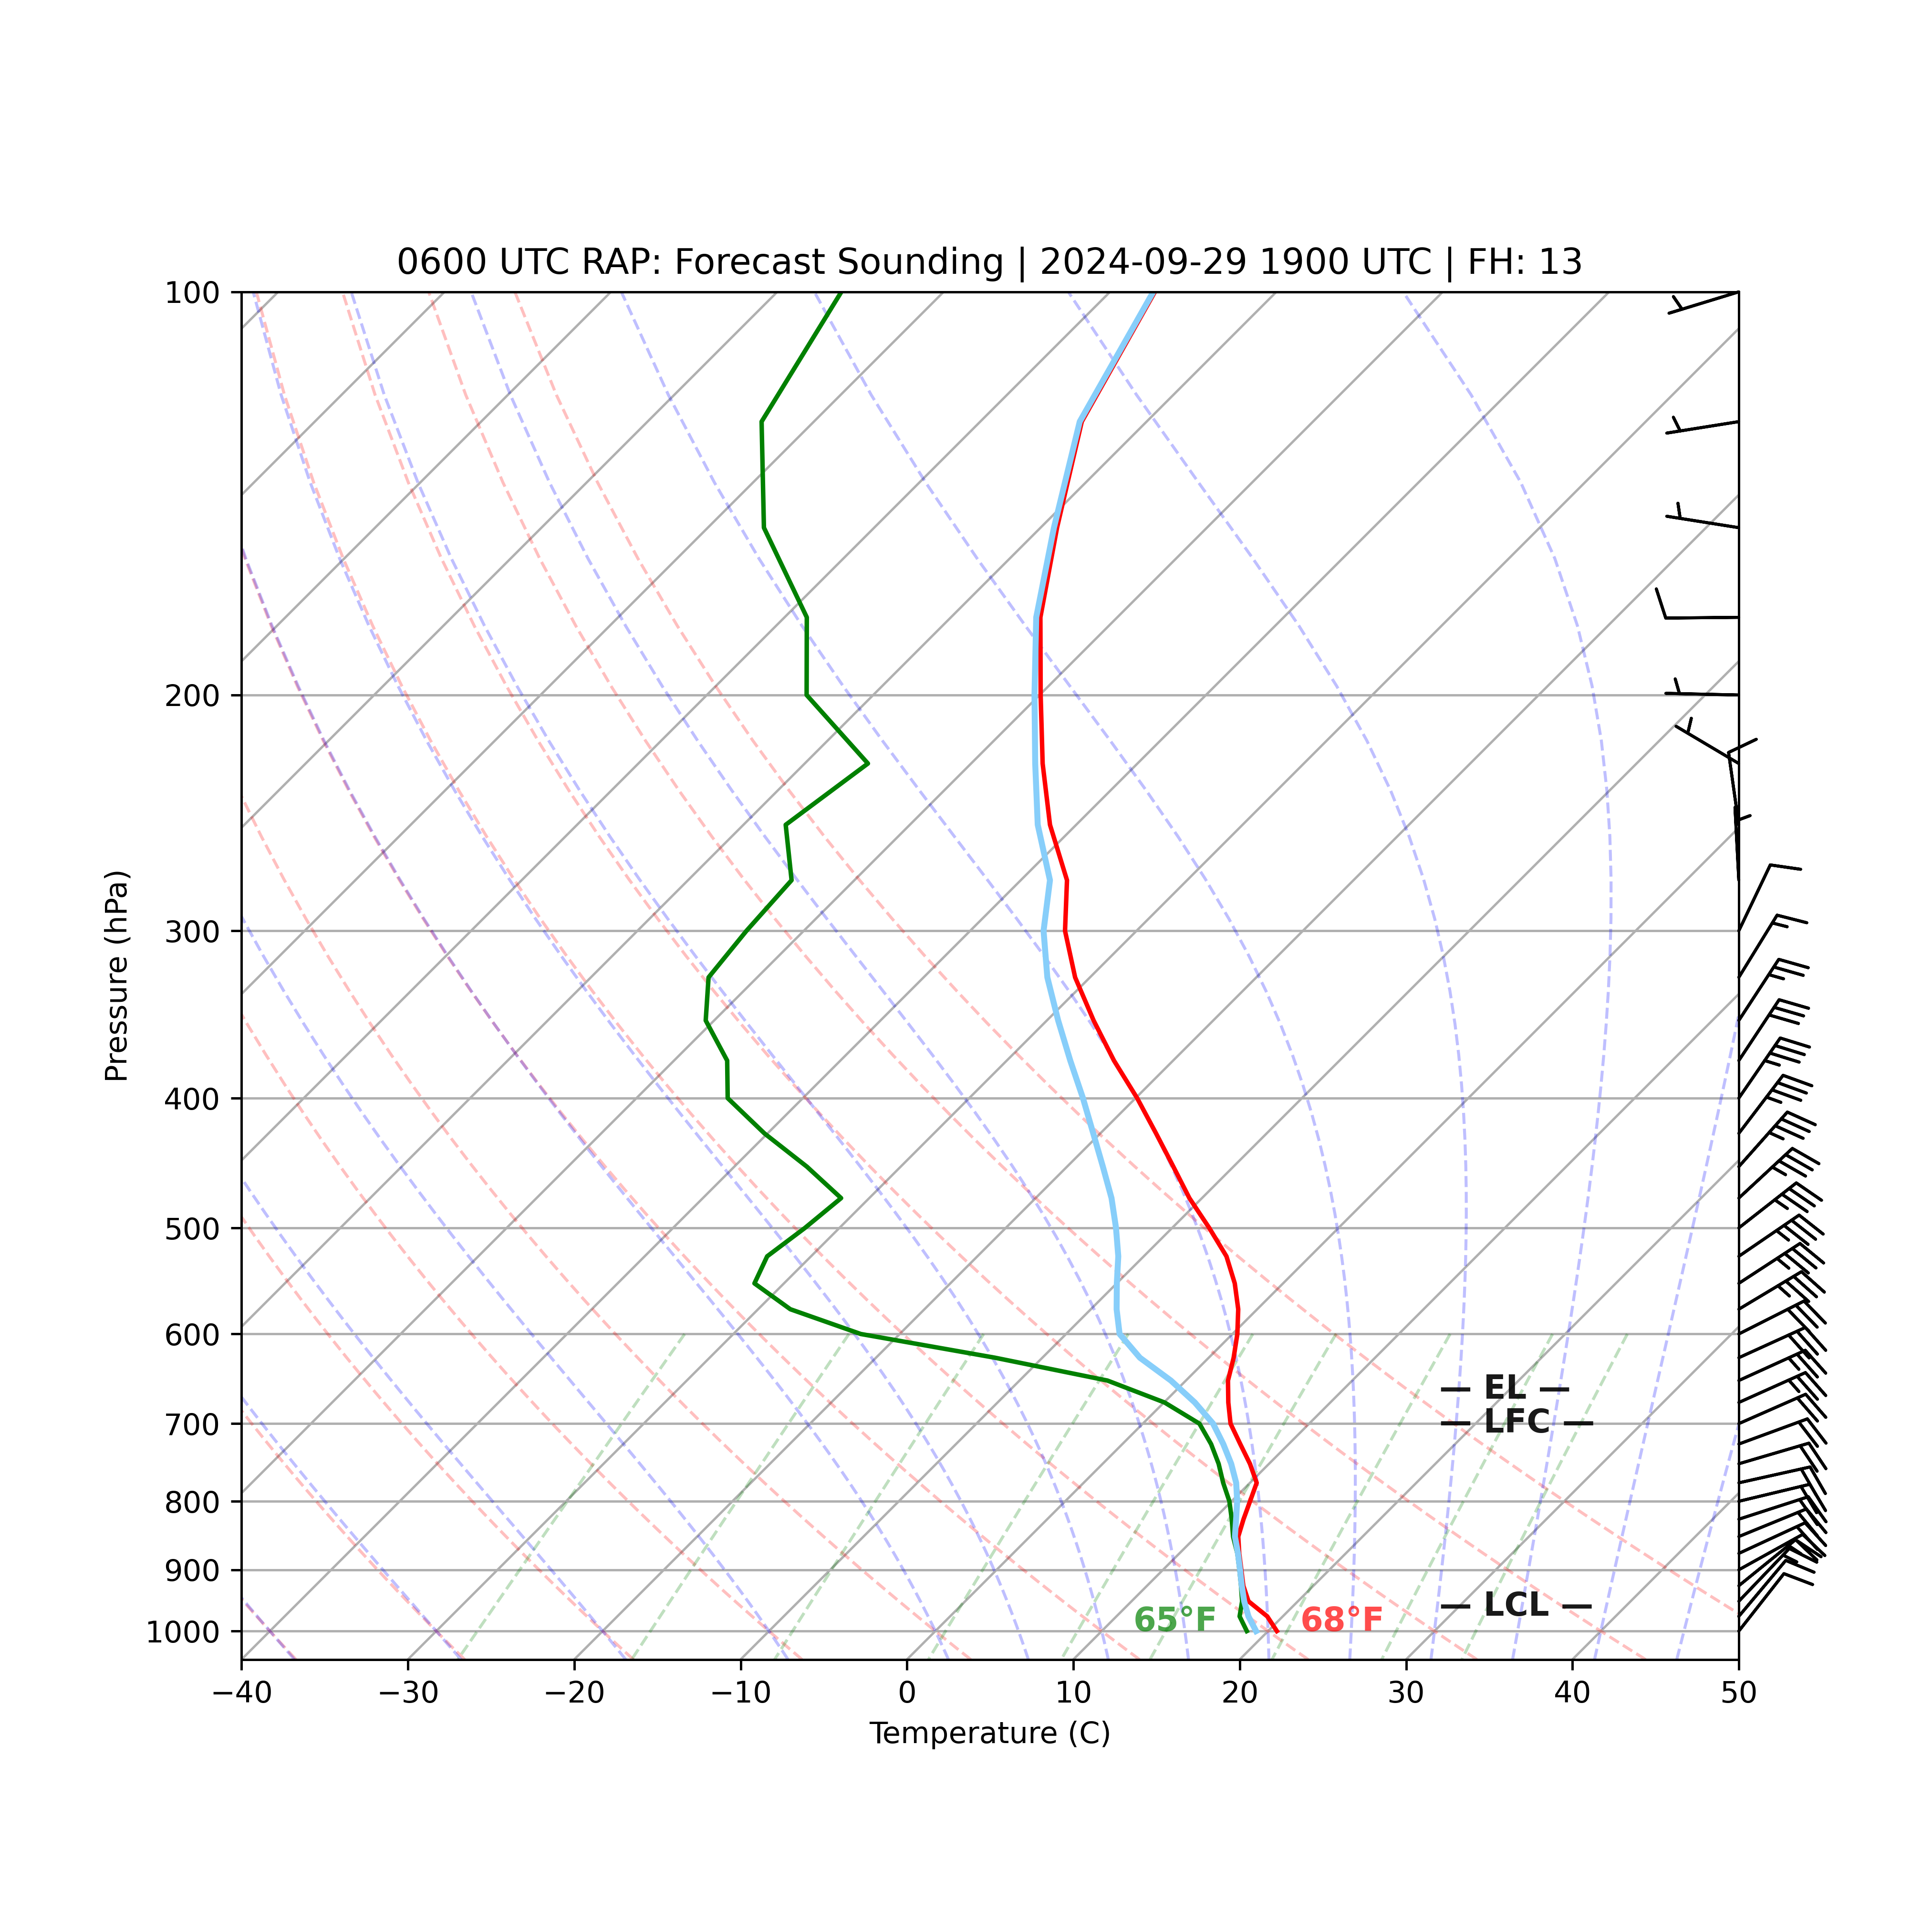 0600 UTC RAP: Forecast Sounding | 2024-09-29 1900 UTC | FH: 13
100
200
300
400
500
600
700
800
900
1000
Pressure (hPa)
— EL —
— LFC —
— LCL —
65°F 68°F
−40 −30 −20 −10 0 10 20 30 40 50
Temperature (C)